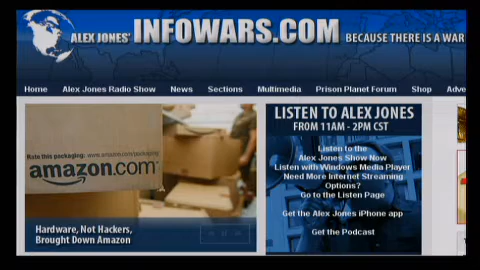 ALEX JONES' INFOWARS.COM BECAUSE THERE IS A WAR
Home Alex Jones Radio Show News Sections Multimedia Prison Planet Forum Shop Adve
Rate this packaging: www.amazon.com/packaging
amazon.com
Hardware, Not Hackers,
Brought Down Amazon
LISTEN TO ALEX JONES
FROM 11AM - 2PM CST
Listen to the
Alex Jones Show Now
Listen with Windows Media Player
Need More Internet Streaming
Options?
Go to the Listen Page
Get the Alex Jones iPhone app
Get the Podcast